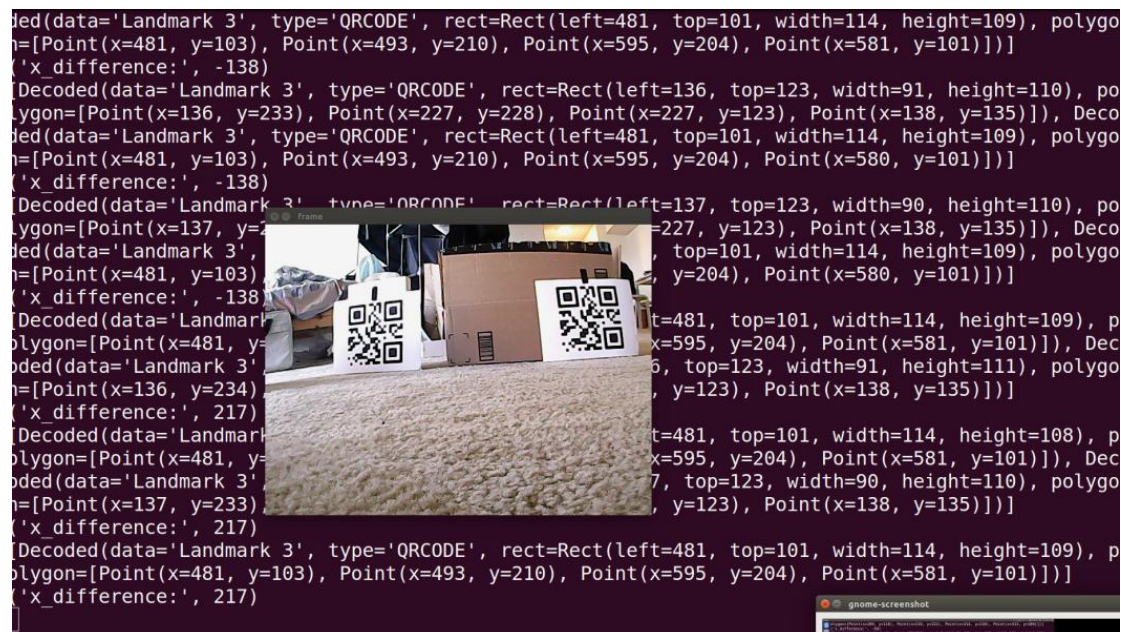 ded(data='Landmark 3', type='QRCODE', rect=Rect(left=481, top=101, width=114, height=109), polygo
n=[Point(x=481, y=103), Point(x=493, y=210), Point(x=595, y=204), Point(x=581, y=101)])]
('x_difference:', -138)
[Decoded(data='Landmark 3', type='QRCODE', rect=Rect(left=136, top=123, width=91, height=110), po
lygon=[Point(x=136, y=233), Point(x=227, y=228), Point(x=227, y=123), Point(x=138, y=135)]), Deco
ded(data='Landmark 3', type='QRCODE', rect=Rect(left=481, top=101, width=114, height=109), polygo
n=[Point(x=481, y=103), Point(x=493, y=210), Point(x=595, y=204), Point(x=580, y=101)])]
('x_difference:', -138)
[Decoded(data='Landmark 3', type='QRCODE', rect=Rect(left=137, top=123, width=90, height=110), po
lygon=[Point(x=137, y=2 =227, y=123), Point(x=138, y=135)]), Deco
frame
ded(data='Landmark 3', top=101, width=114, height=109), polygo
n=[Point(x=481, y=103) y=204), Point(x=580, y=101)])]
('x_difference:', -138
[Decoded(data='Landmar t=481, top=101, width=114, height=109), p
olygon=[Point(x=481, y= x=595, y=204), Point(x=581, y=101)]), Dec
oded(data='Landmark 3' 6, top=123, width=91, height=111), polygo
n=[Point(x=136, y=234) , y=123), Point(x=138, y=135)])]
('x_difference:', 217)
[Decoded(data='Landmark t=481, top=101, width=114, height=108), p
olygon=[Point(x=481, y= x=595, y=204), Point(x=581, y=101)]), Dec
oded(data='Landmark 3' 7, top=123, width=90, height=110), polygo
n=[Point(x=137, y=233) , y=123), Point(x=138, y=135)])]
('x_difference:', 217)
[Decoded(data='Landmark 3', type='QRCODE', rect=Rect(left=481, top=101, width=114, height=109), p
olygon=[Point(x=481, y=103), Point(x=493, y=210), Point(x=595, y=204), Point(x=581, y=101)])]
('x_difference:', 217)
gnome-screenshot